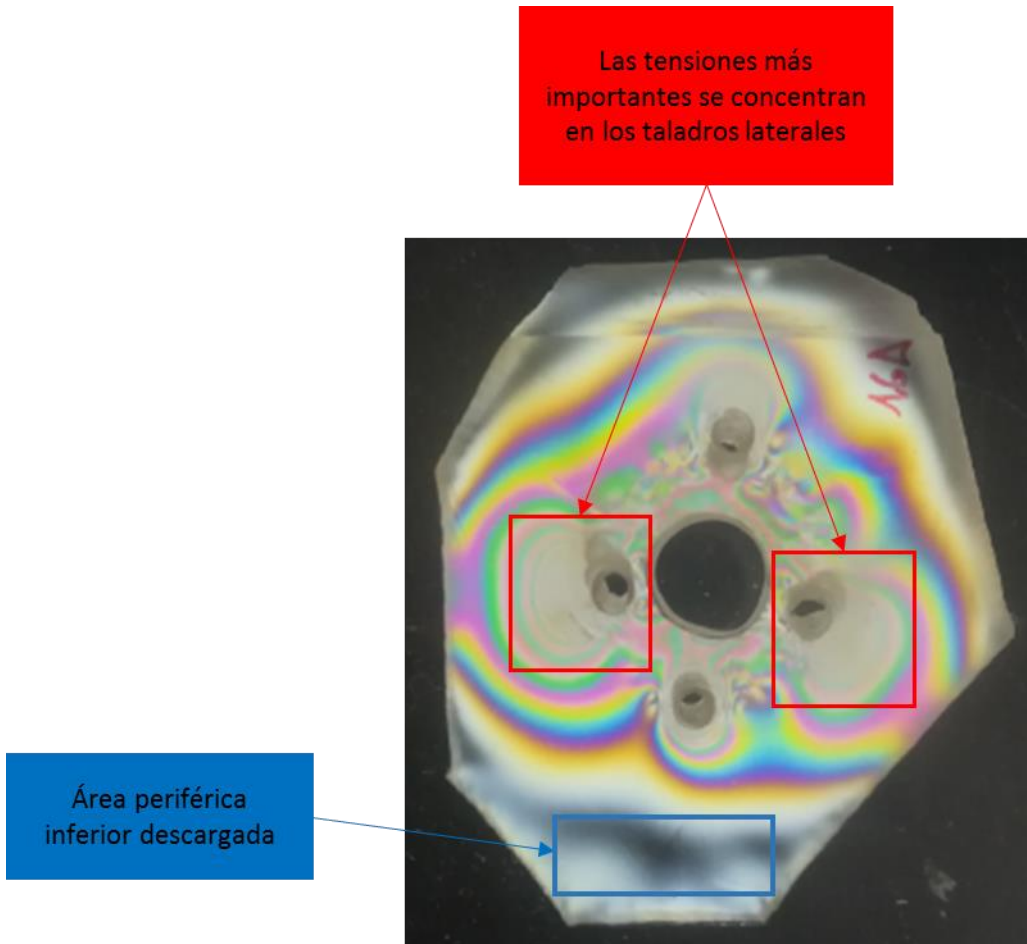 Las tensiones más
importantes se concentran
en los taladros laterales
Área periférica
inferior descargada